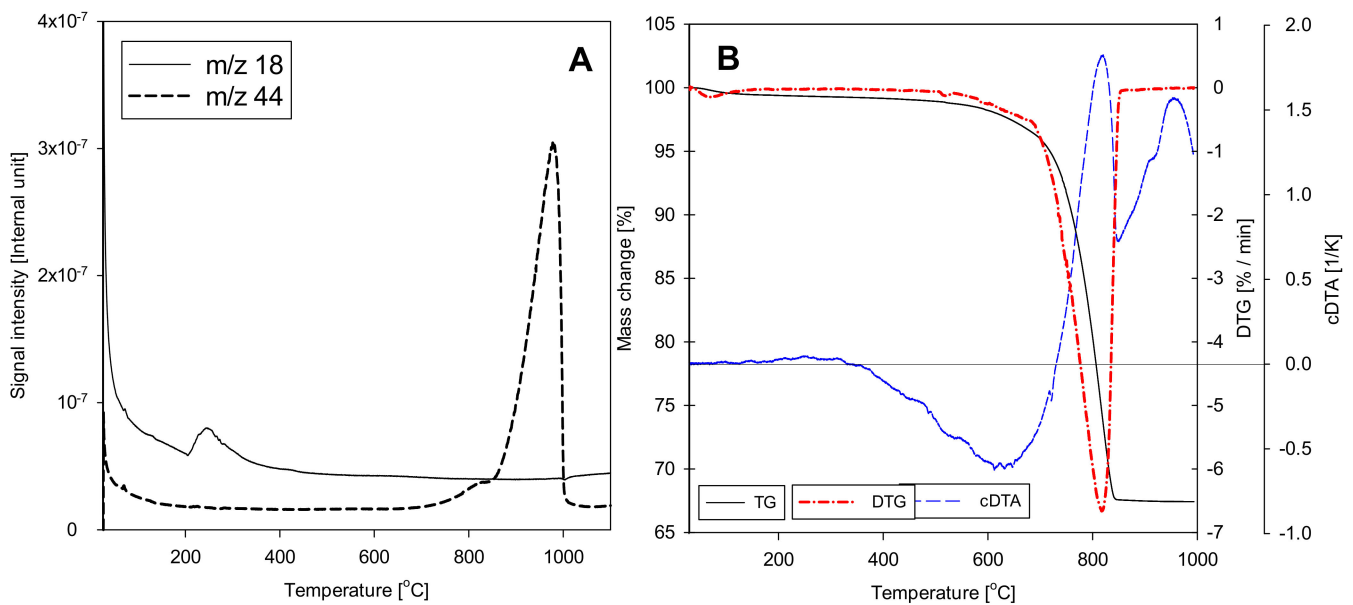 A
m/z 18
m/z 44
4x10-7
3x10-7
2x10-7
10-7
0
Signal intensity [Internal unit]
200
400
600
800
1000
Temperature [oC]
B
105
100
95
90
85
80
75
70
65
Mass change [%]
TG
DTG
cDTA
200
400
600
800
1000
Temperature [oC]
1
0
-1
-2
-3
-4
-5
-6
-7
DTG [% / min]
2.0
1.5
1.0
0.5
0.0
-0.5
-1.0
cDTA [1/K]